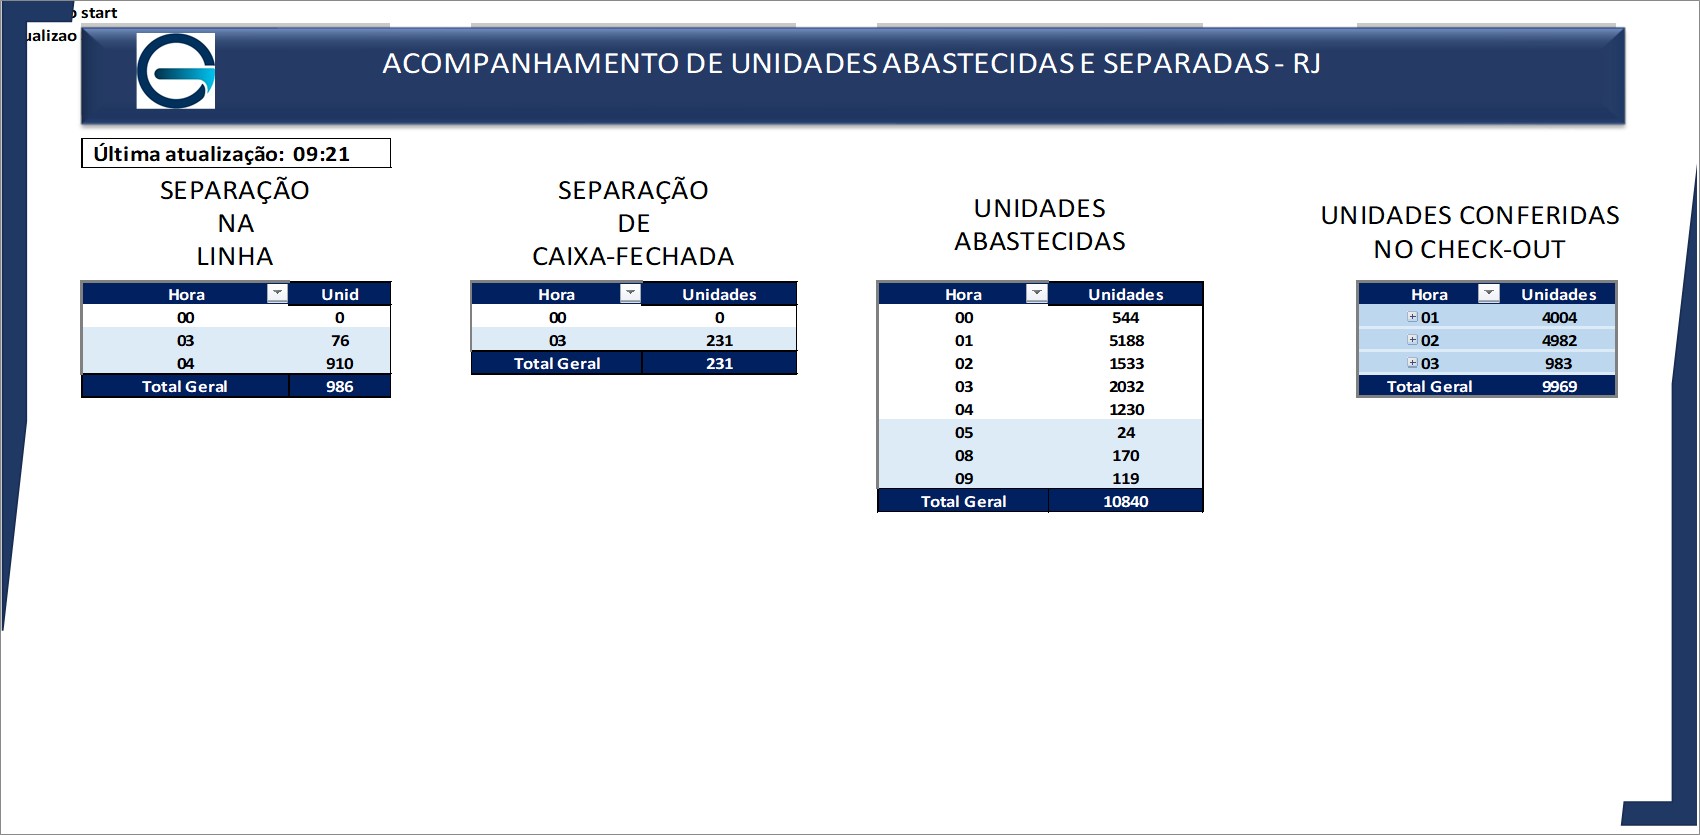 start
ACOMPANHAMENTO DE UNIDADES ABASTECIDAS E SEPARADAS - RJ
Última atualização: 09:21
SEPARAÇÃO
NA
LINHA
Hora Unid
00 0
03 76
04 910
Total Geral 986
SEPARAÇÃO
DE
CAIXA-FECHADA
Hora Unidades
00 0
03 231
Total Geral 231
UNIDADES
ABASTECIDAS
Hora Unidades
00 544
01 5188
02 1533
03 2032
04 1230
05 24
08 170
09 119
Total Geral 10840
UNIDADES CONFERIDAS
NO CHECK-OUT
Hora Unidades
01 4004
02 4982
03 983
Total Geral 9969